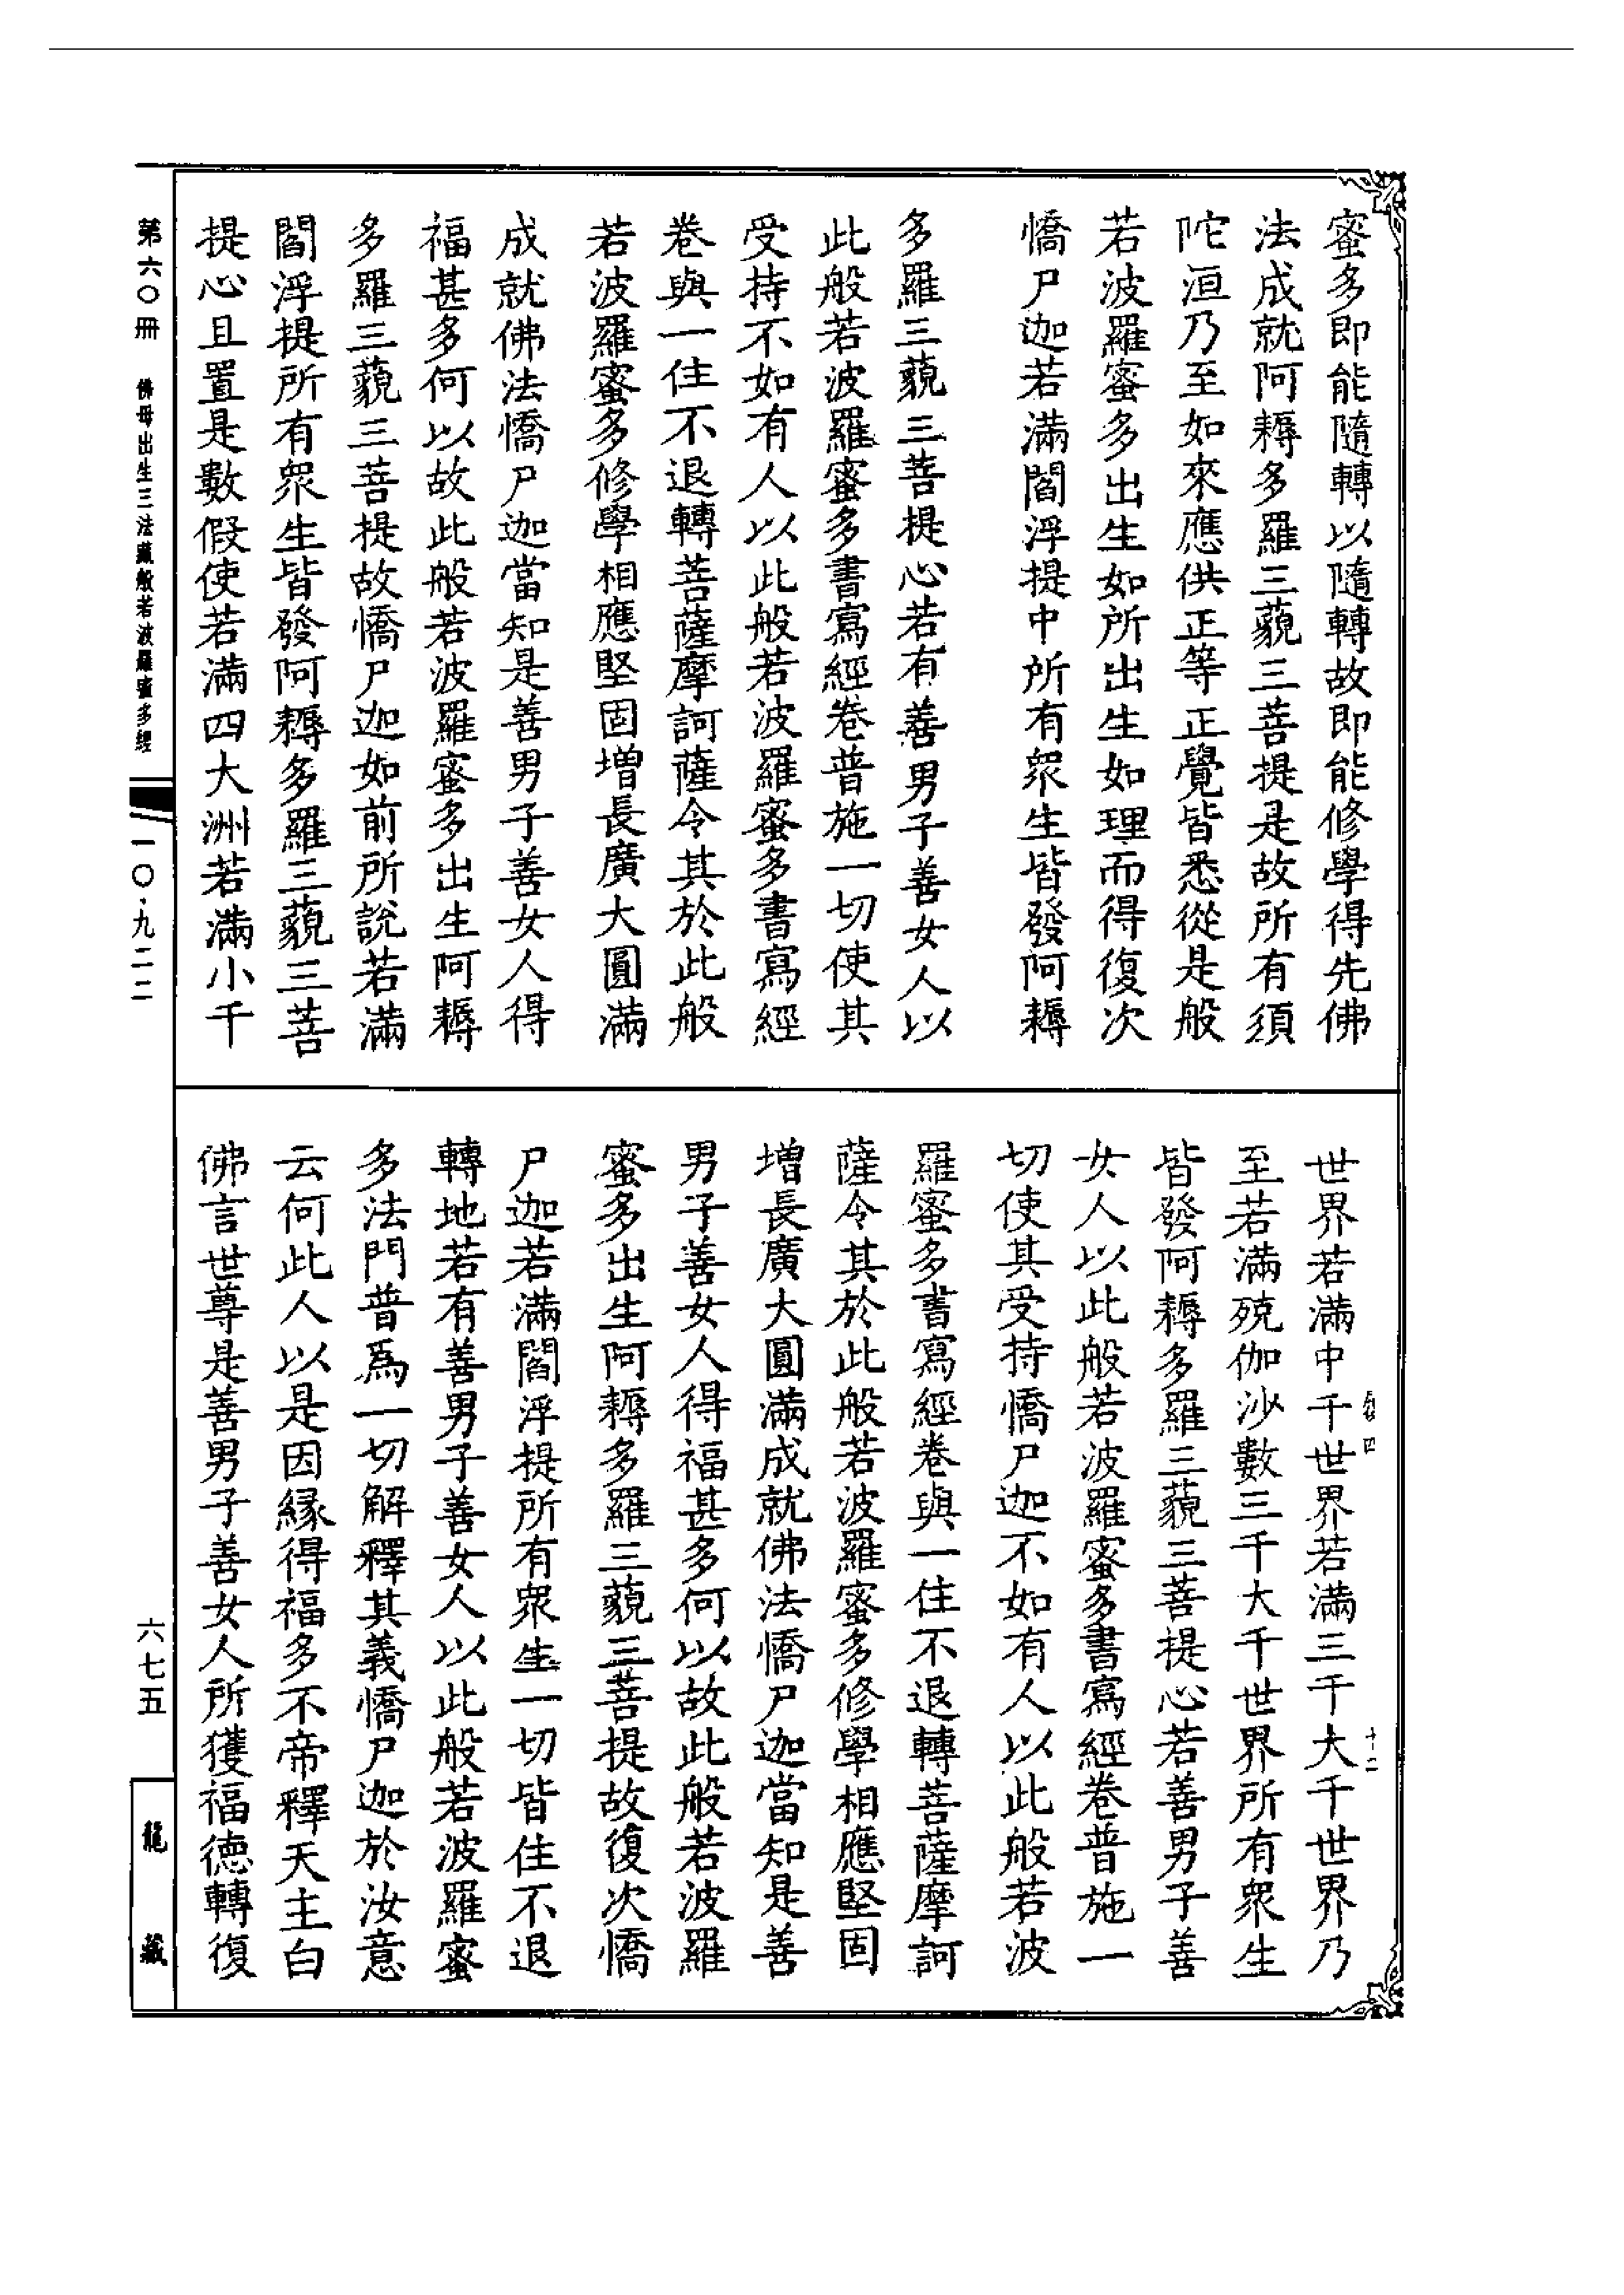 蜜多即能隨轉以隨轉故即能修學得先佛
法成就阿耨多羅三藐三菩提是故所有須
陀洹乃至如來應供正等正覺皆悉從是般
若波羅蜜多出生如所出生如理而得復次
憍尸迦若滿閻浮提中所有衆生皆發阿耨
多羅三藐三菩提心若有善男子善女人以
此般若波羅蜜多書寫經卷普施一切使其
受持不如有人以此般若波羅蜜多書寫經
卷與一住不退轉菩薩摩訶薩令其於此般
若波羅蜜多修學相應堅固增長廣大圓滿
成就佛法憍尸迦當知是善男子善女人得
福甚多何以故此般若波羅蜜多出生阿耨
多羅三藐三菩提故憍尸迦如前所說若滿
閻浮提所有衆生皆發阿耨多羅三藐三菩
提心且置是數假使若滿四大洲若滿小千
世界若滿中千世界若滿三千大千世界乃
至若滿殑伽沙數三千大千世界所有衆生
皆發阿耨多羅三藐三菩提心若善男子善
女人以此般若波羅蜜多書寫經卷普施一
切使其受持憍尸迦不如有人以此般若波
羅蜜多書寫經卷與一住不退轉菩薩摩訶
薩令其於此般若波羅蜜多修學相應堅固
增長廣大圓滿成就佛法憍尸迦當知是善
男子善女人得福甚多何以故此般若波羅
蜜多出生阿耨多羅三藐三菩提故復次憍
尸迦若滿閻浮提所有衆生一切皆住不退
轉地若有善男子善女人以此般若波羅蜜
多法門普爲一切解釋其義憍尸迦於汝意
云何此人以是因緣得福多不帝釋天主白
佛言世尊是善男子善女人所獲福德轉復
四
十二
第六〇冊 佛母出生三法藏般若波羅蜜多經
一〇·九二二
六七五
龍藏